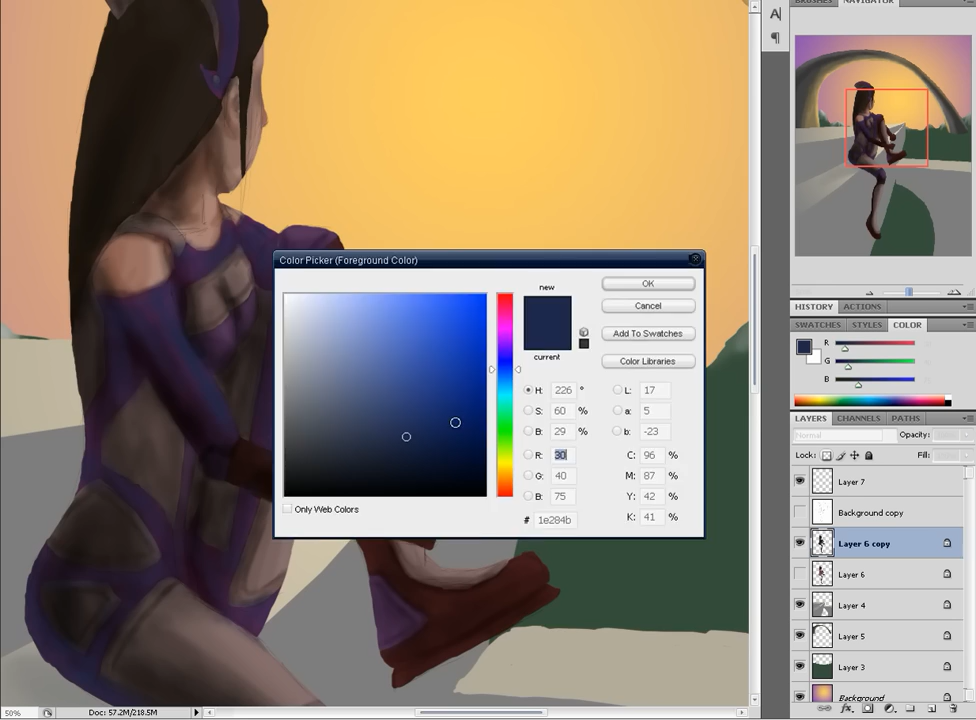 BRUSHES NAVIGATOR
A
¶
Color Picker (Foreground Color)
new
current
OK
Cancel
Add To Swatches
Color Libraries
H: 226 °
S: 60 %
B: 29 %
R: 30
G: 40
B: 75
# 1e284b
L: 17
a: 5
b: -23
C: 96 %
M: 87 %
Y: 42 %
K: 41 %
Only Web Colors
HISTORY ACTIONS
SWATCHES STYLES COLOR
R
G
B
LAYERS CHANNELS PATHS
Normal Opacity:
Lock: Fill:
Layer 7
Background copy
Layer 6 copy
Layer 6
Layer 4
Layer 5
Layer 3
Background
fx
50% Doc: 57.2M/218.5M